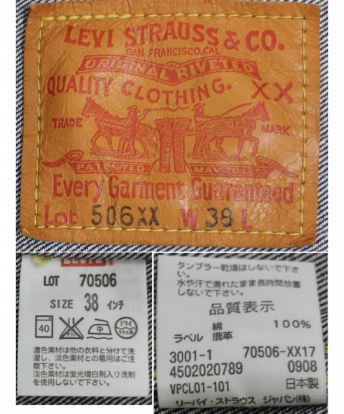 LEVI STRAUSS & CO.
SAN FRANCISCO, CAL.
ORIGINAL RIVETED
QUALITY CLOTHING. XX
TRADE MARK
PATENTED MAY 20 1873
Every Garment Guaranteed
Lot 506XX W 38 L
LOT 70506
SIZE 38 インチ
40
中
ドライ
濃色素材は他の衣料と分けて洗
濯し、淡色素材とのこすれはご注
意下さい。
淡色素材は蛍光増白剤入り洗剤
を使用しないで下さい。
タンブラー乾燥はしないで下さ
い。
水や汗で濡れたまま長時間放置
しないで下さい。
品質表示
綿 100%
ラベル 鹿革
3001-1 70506-XX17
4502020789 0908
VPCL01-101 日本製
リーバイ・ストラウス ジャパン(株)